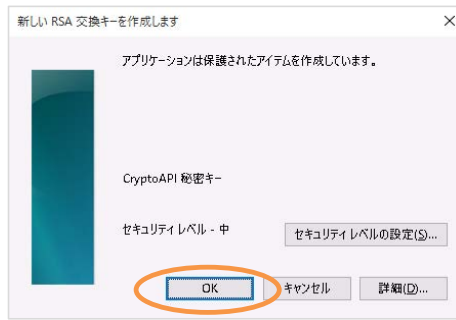 新しい RSA 交換キーを作成します
アプリケーションは保護されたアイテムを作成しています。
CryptoAPI 秘密キー
セキュリティ レベル - 中
セキュリティ レベルの設定(S)...
OK
キャンセル
詳細(D)...